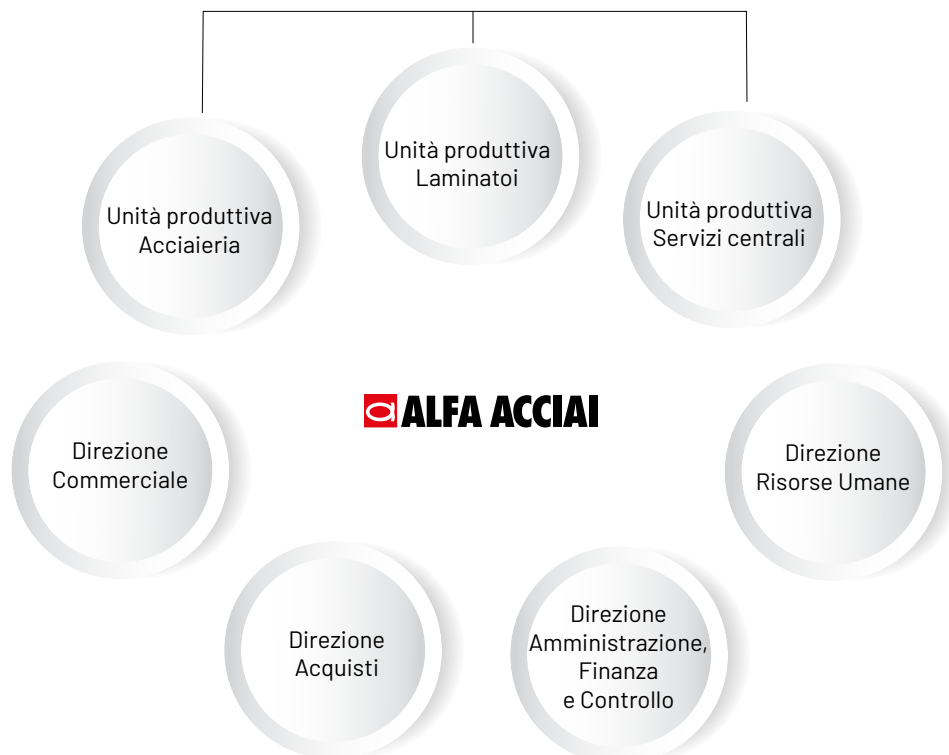 Unità produttiva
Laminatoi
Unità produttiva
Acciaieria
Unità produttiva
Servizi centrali
ALFA ACCIAI
Direzione
Commerciale
Direzione
Risorse Umane
Direzione
Acquisti
Direzione
Amministrazione,
Finanza
e Controllo